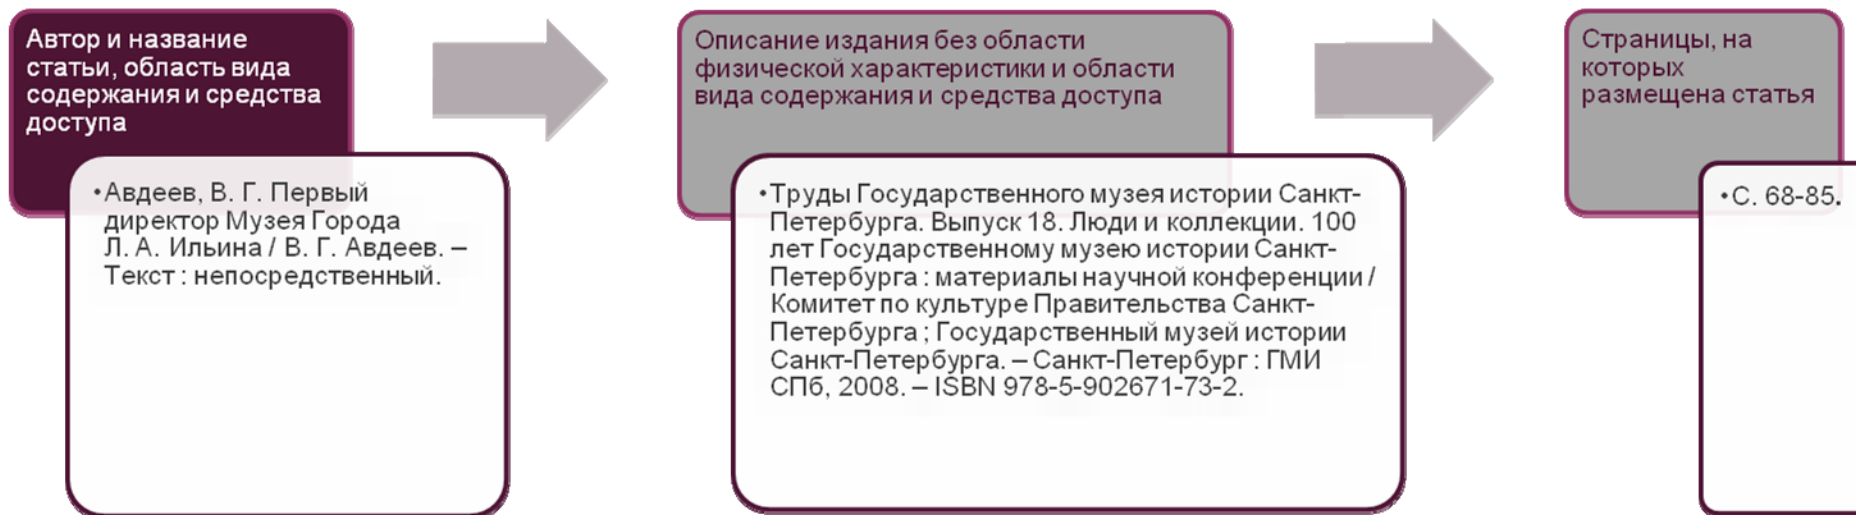 Автор и название
статьи, область вида
содержания и средства
доступа
•Авдеев, В. Г. Первый
директор Музея Города
Л. А. Ильина / В. Г. Авдеев. –
Текст : непосредственный.
Описание издания без области
физической характеристики и области
вида содержания и средства доступа
•Труды Государственного музея истории Санкт-
Петербурга. Выпуск 18. Люди и коллекции. 100
лет Государственному музею истории Санкт-
Петербурга : материалы научной конференции /
Комитет по культуре Правительства Санкт-
Петербурга ; Государственный музей истории
Санкт-Петербурга. – Санкт-Петербург : ГМИ
СПб, 2008. – ISBN 978-5-902671-73-2.
Страницы, на
которых
размещена статья
•С. 68-85.